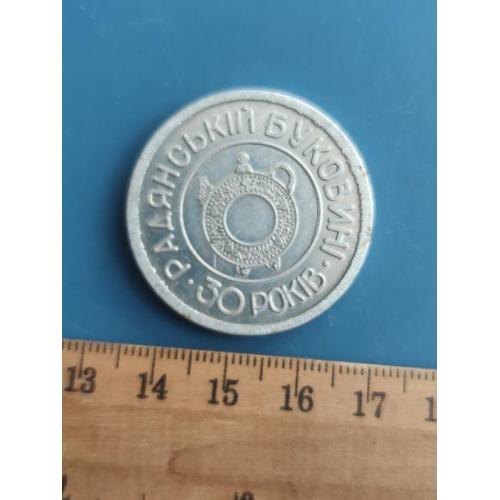 РАДЯНСЬКІЙ БУКОВИНІ
· 30 РОКІВ ·
13 14 15 16 17